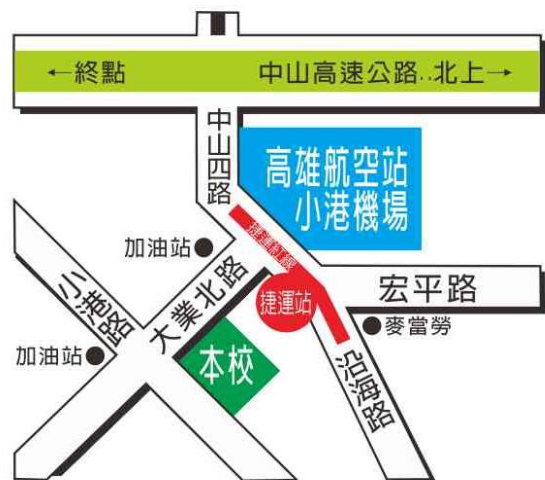 ←終點
中山高速公路..北上→
中山四路
高雄航空站
小港機場
捷運紅線
加油站
大業北路
小港路
捷運站
宏平路
麥當勞
加油站
本校
沿海路